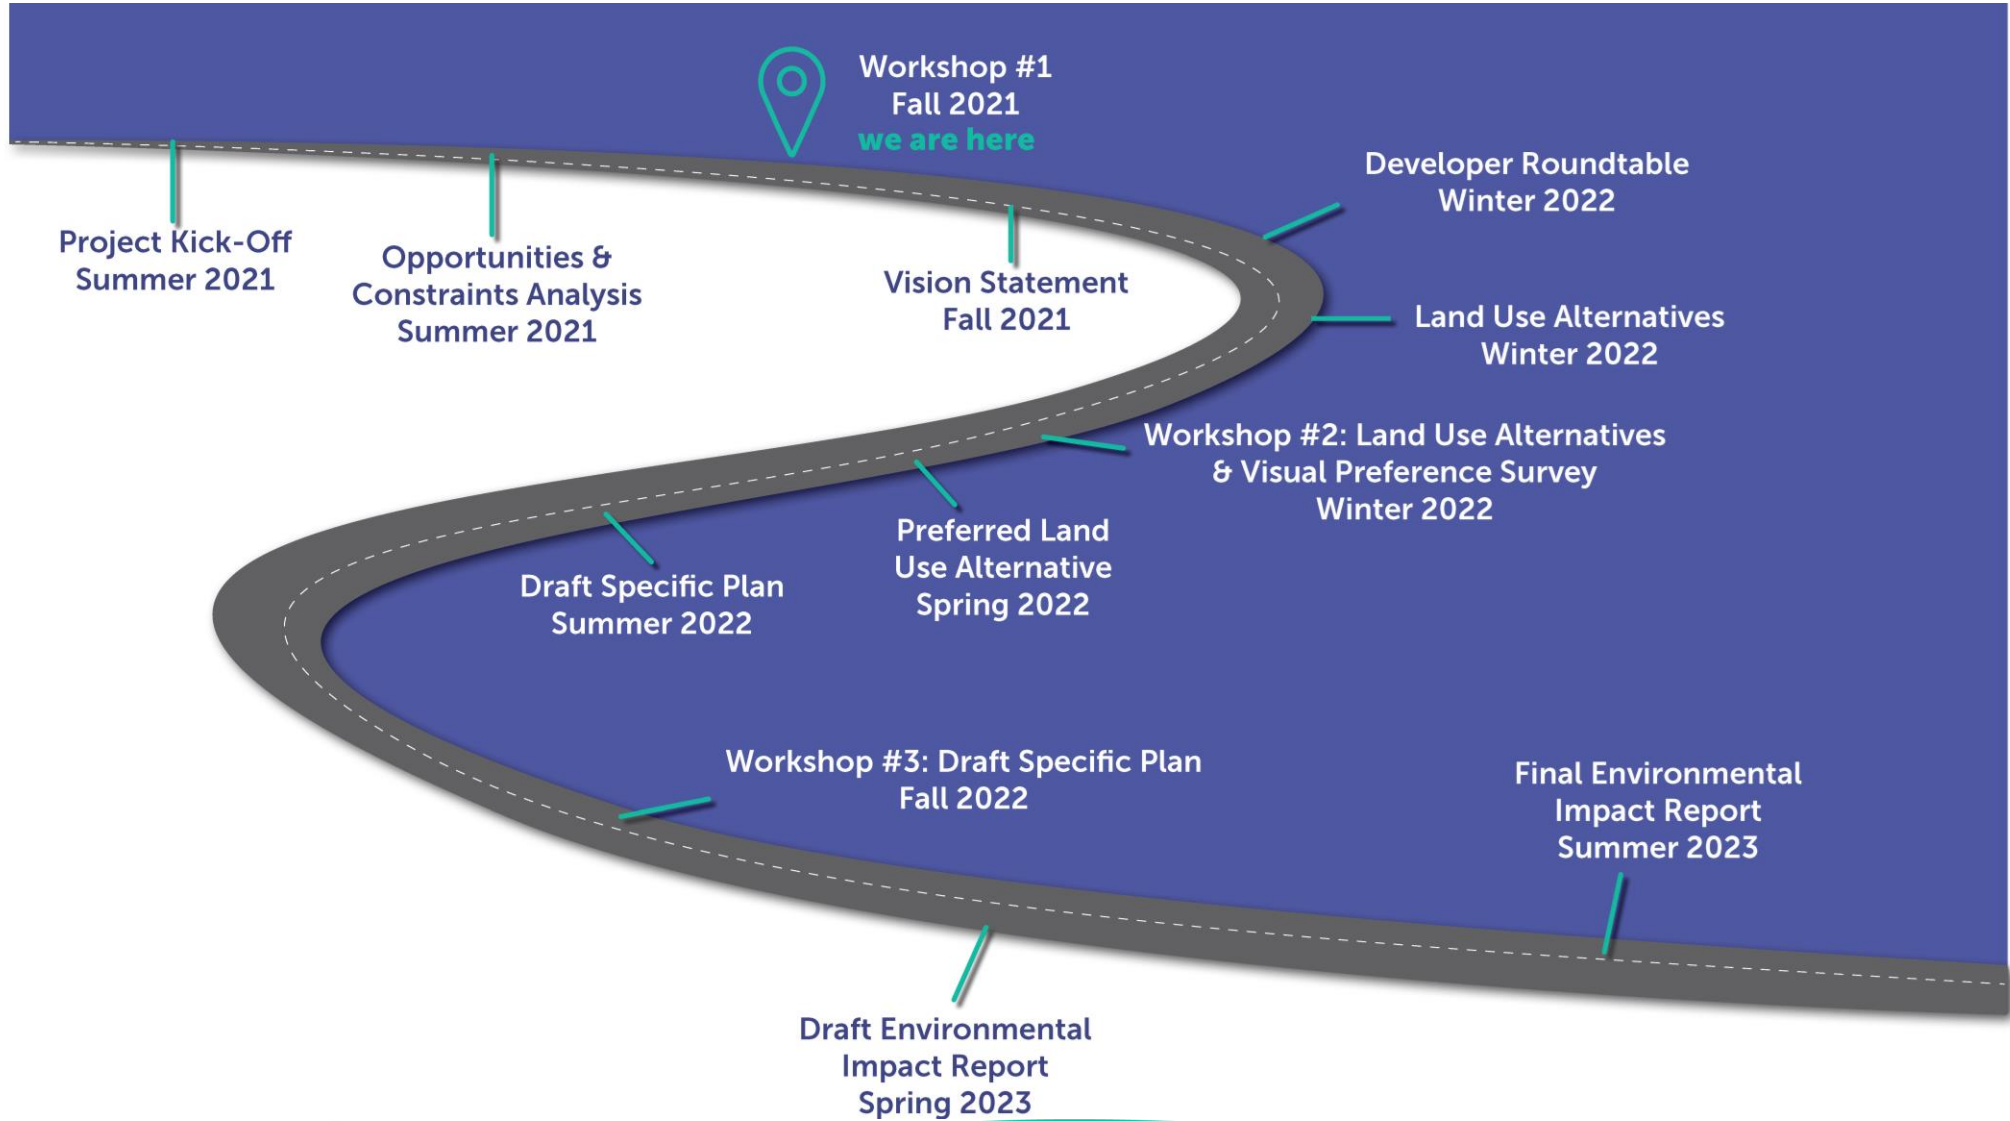 Workshop #1
Fall 2021
we are here
Project Kick-Off
Summer 2021
Opportunities &
Constraints Analysis
Summer 2021
Vision Statement
Fall 2021
Developer Roundtable
Winter 2022
Land Use Alternatives
Winter 2022
Workshop #2: Land Use Alternatives
& Visual Preference Survey
Winter 2022
Preferred Land
Use Alternative
Spring 2022
Draft Specific Plan
Summer 2022
Workshop #3: Draft Specific Plan
Fall 2022
Draft Environmental
Impact Report
Spring 2023
Final Environmental
Impact Report
Summer 2023